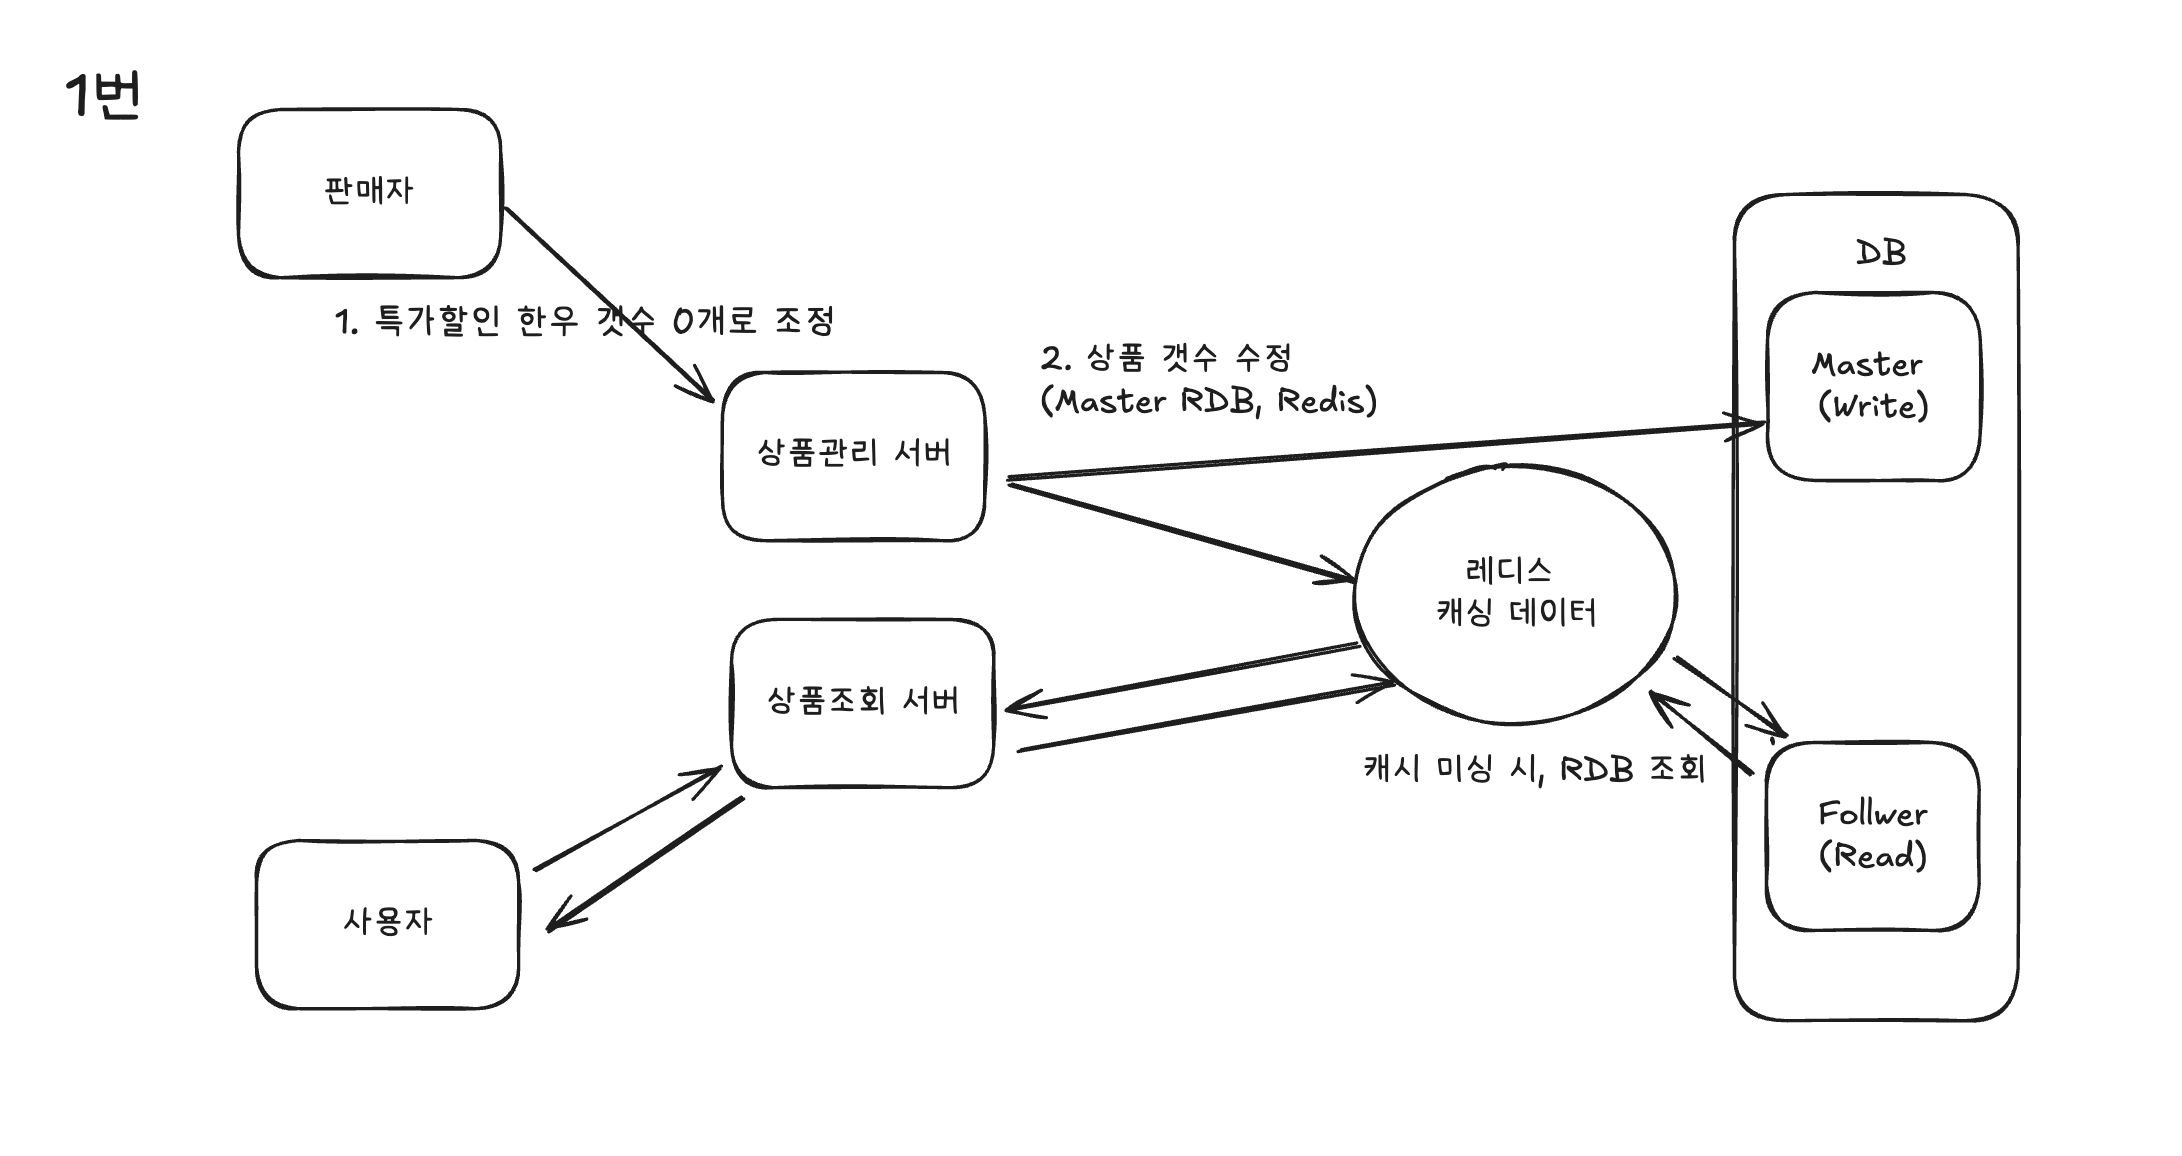 1번
판매자
1. 특가할인 한우 갯수 0개로 조정
DB
2. 상품 갯수 수정
(Master RDB, Redis)
Master
(Write)
상품관리 서버
레디스
캐싱 데이터
상품조회 서버
캐시 미싱 시, RDB 조회
Follwer
(Read)
사용자